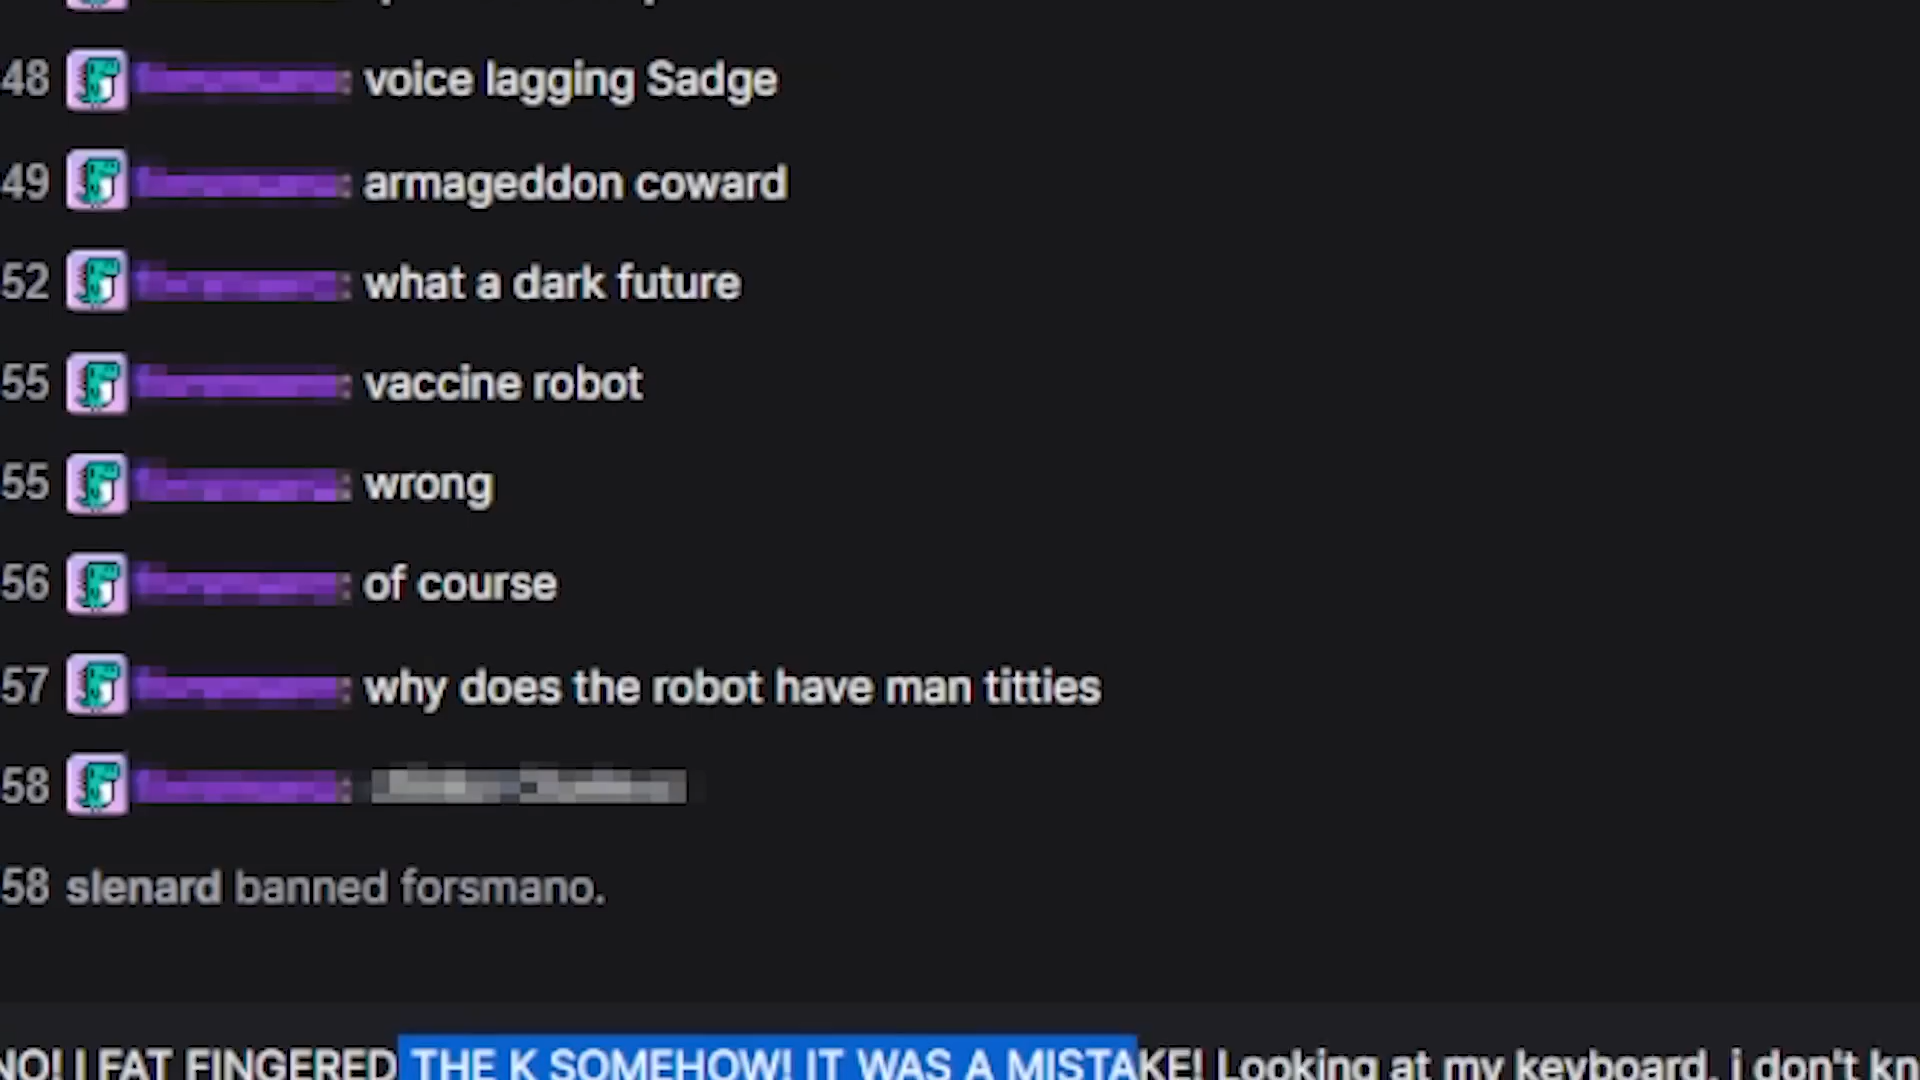 48 : voice lagging Sadge
49 : armageddon coward
52 : what a dark future
55 : vaccine robot
55 : wrong
56 : of course
57 : why does the robot have man titties
58 :
58 slenard banned forsmano.
NO! I FAT FINGERED THE K SOMEHOW! IT WAS A MISTAKE! Looking at my keyboard, i don't kn